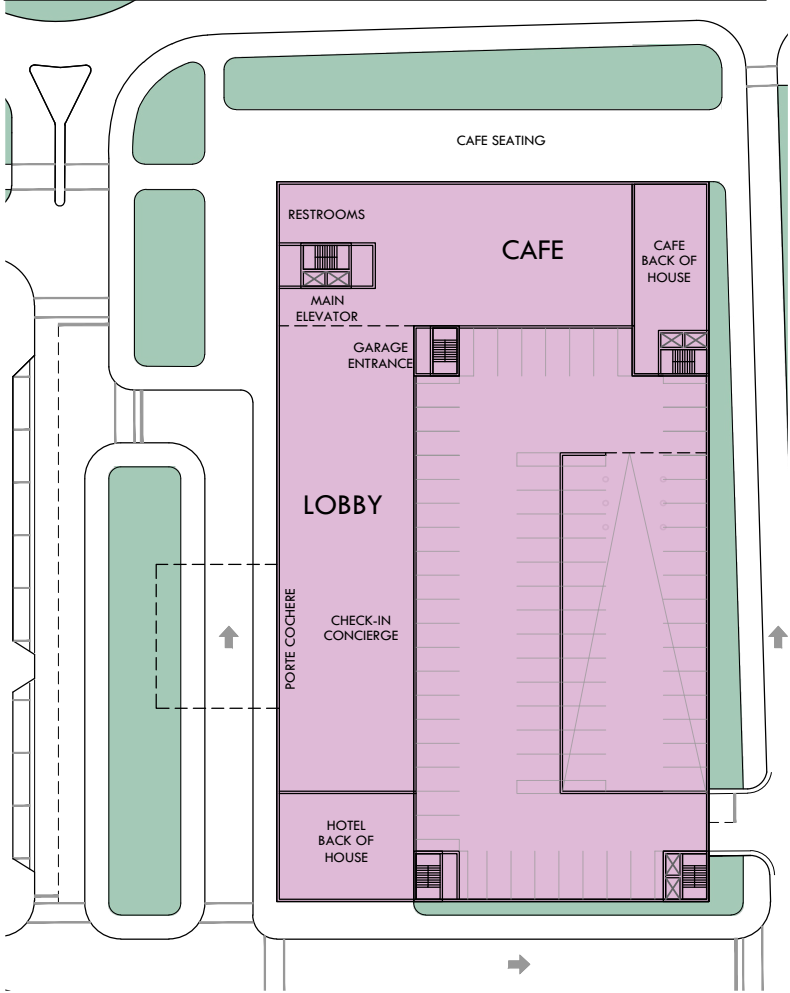 CAFE SEATING
RESTROOMS
CAFE
CAFE
BACK OF
HOUSE
MAIN
ELEVATOR
GARAGE
ENTRANCE
LOBBY
PORTE COCHERE
CHECK-IN
CONCIERGE
HOTEL
BACK OF
HOUSE